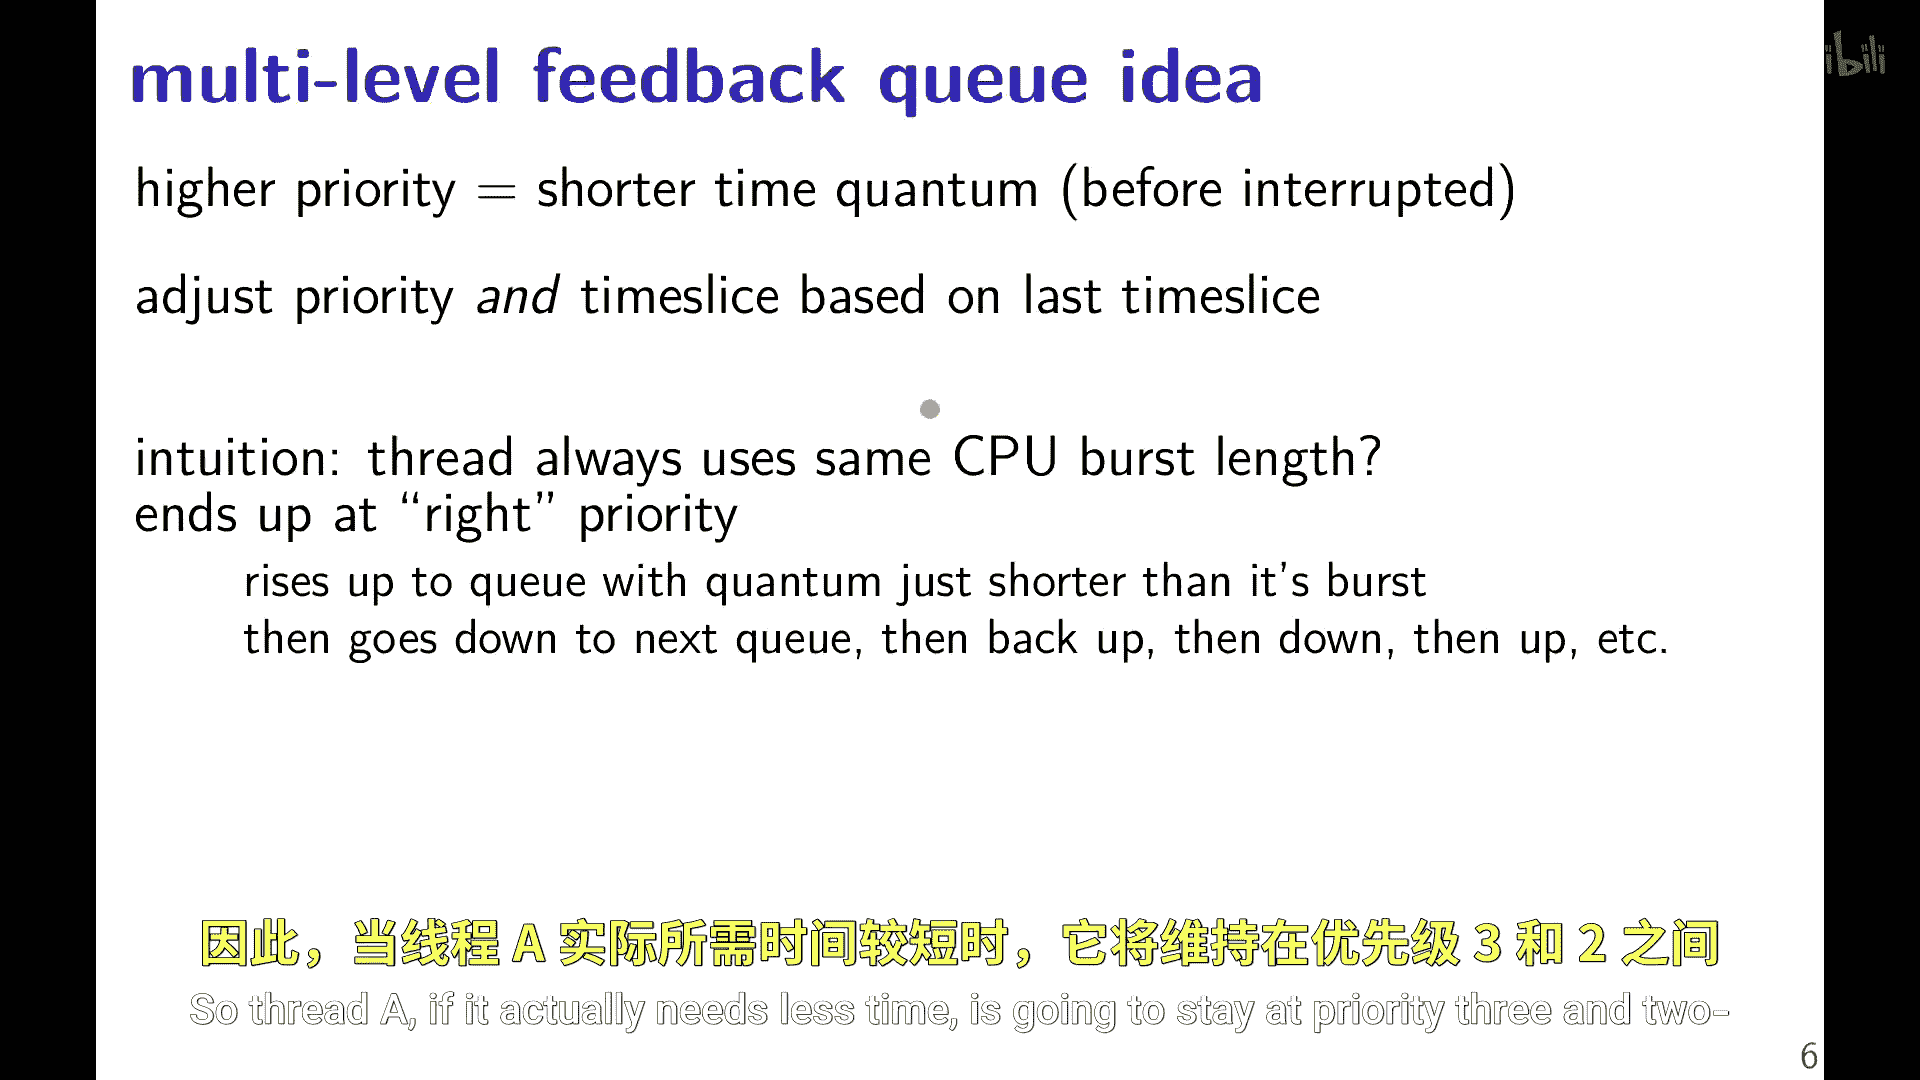 multi-level feedback queue idea
ibili
higher priority = shorter time quantum (before interrupted)
adjust priority and timeslice based on last timeslice
intuition: thread always uses same CPU burst length?
ends up at “right” priority
rises up to queue with quantum just shorter than it's burst
then goes down to next queue, then back up, then down, then up, etc.
因此，当线程 A 实际所需时间较短时，它将维持在优先级 3 和 2 之间
So thread A, if it actually needs less time, is going to stay at priority three and two-
6